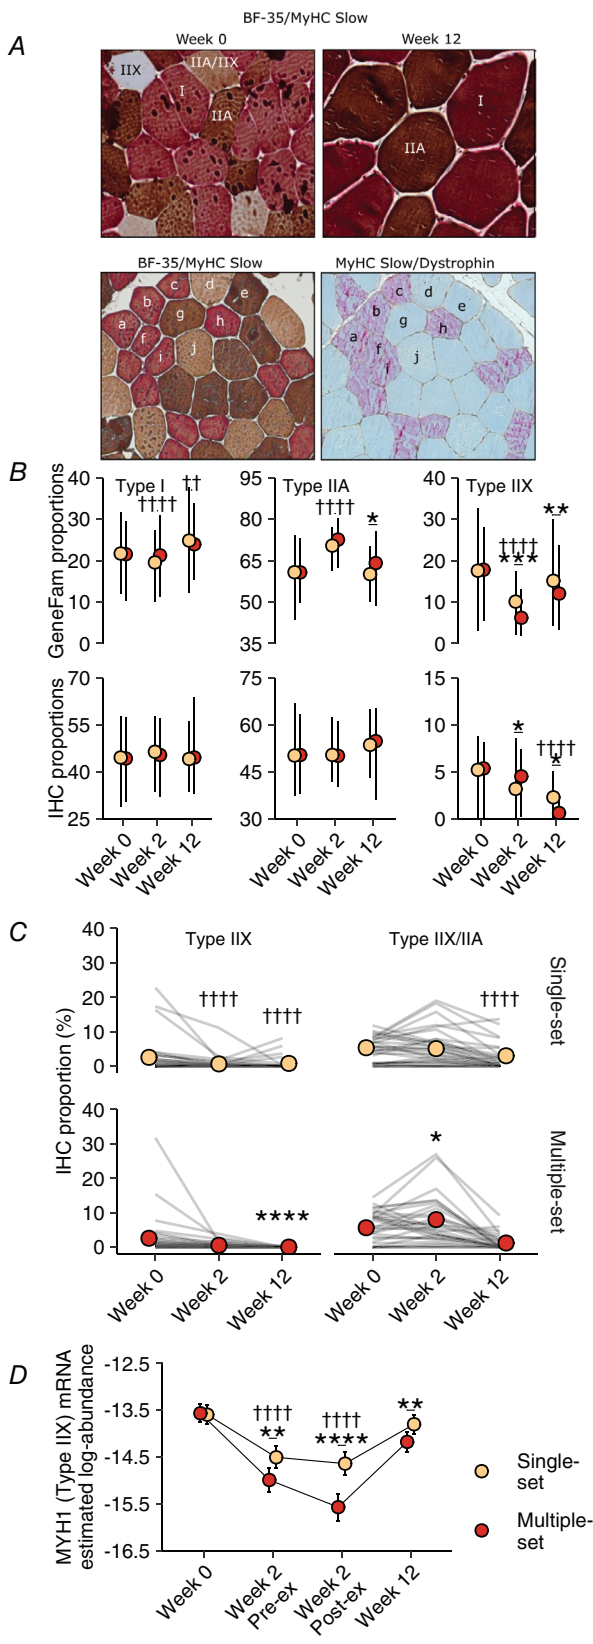 BF-35/MyHC Slow
A
Week 0
Week 12
IIX
IIA/IIX
I
IIA
I
IIA
BF-35/MyHC Slow
MyHC Slow/Dystrophin
a
b
c
d
e
f
g
h
i
j
a
b
c
d
e
f
g
h
i
j
B
GeneFam proportions
40
30
20
10
0
Type I
††††
††
95
80
65
50
35
Type IIA
††††
*
40
30
20
10
0
Type IIX
††††
***
**
IHC proportions
70
55
40
25
75
60
45
30
15
10
5
0
*
††††
*
Week 0
Week 2
Week 12
Week 0
Week 2
Week 12
Week 0
Week 2
Week 12
C
IHC proportion (%)
Type IIX
Type IIX/IIA
40
30
20
10
0
††††
††††
††††
Single-set
40
30
20
10
0
****
*
Multiple-set
Week 0
Week 2
Week 12
Week 0
Week 2
Week 12
D
MYH1 (Type IIX) mRNA
estimated log-abundance
-12.5
-13.5
-14.5
-15.5
-16.5
††††
**
††††
****
**
Week 0
Week 2
Pre-ex
Week 2
Post-ex
Week 12
Single-
set
Multiple-
set